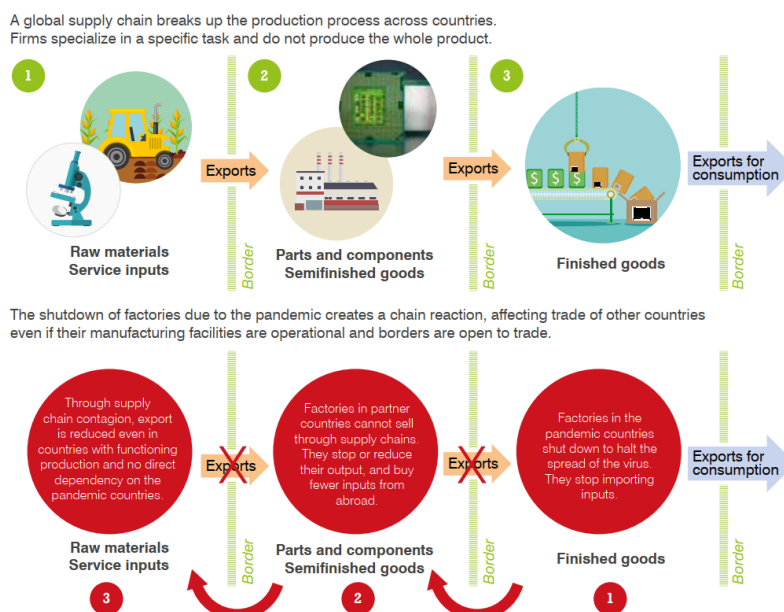 A global supply chain breaks up the production process across countries.
Firms specialize in a specific task and do not produce the whole product.
1
2
3
Exports
Exports
Exports for
consumption
$ $ $
Raw materials
Service inputs
Border
Parts and components
Semifinished goods
Border
Finished goods
Border
The shutdown of factories due to the pandemic creates a chain reaction, affecting trade of other countries
even if their manufacturing facilities are operational and borders are open to trade.
Through supply
chain contagion, export
is reduced even in
countries with functioning
production and no direct
dependency on the
pandemic countries.
Exports
Factories in partner
countries cannot sell
through supply chains.
They stop or reduce
their output, and buy
fewer inputs from
abroad.
Exports
Factories in the
pandemic countries
shut down to halt the
spread of the virus.
They stop importing
inputs.
Exports for
consumption
Raw materials
Service inputs
Border
Parts and components
Semifinished goods
Border
Finished goods
Border
3
2
1